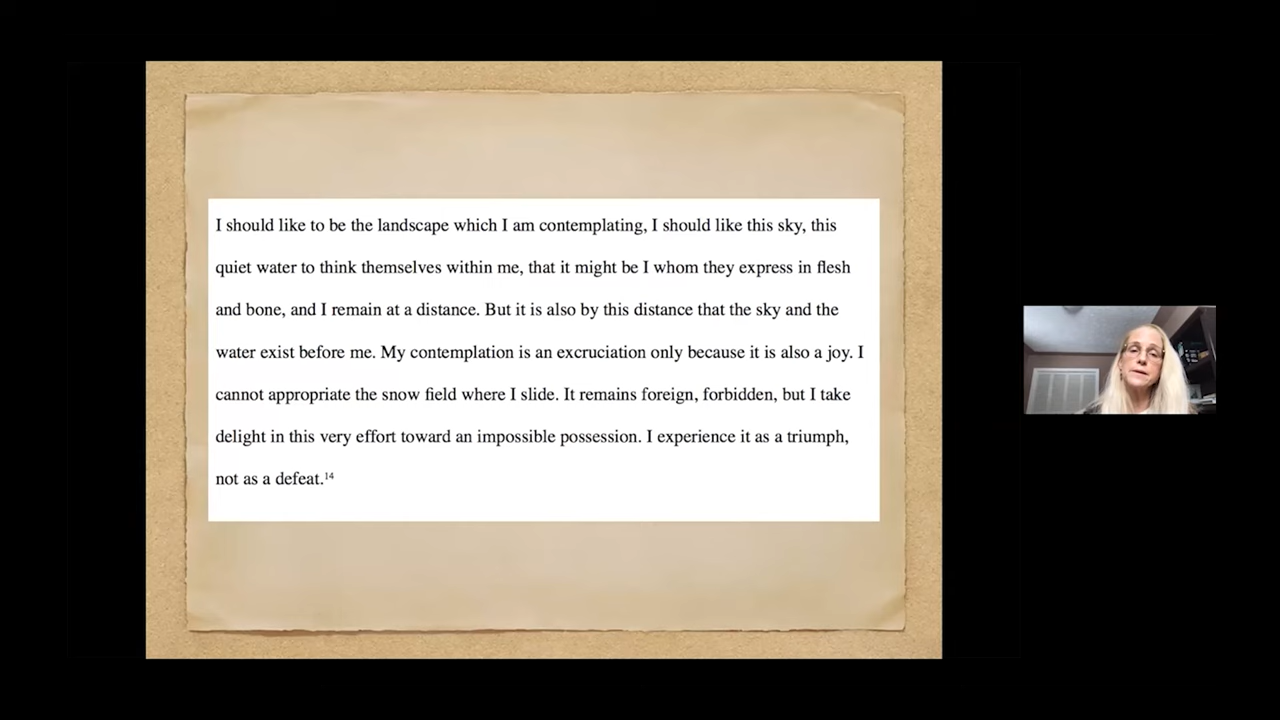 I should like to be the landscape which I am contemplating, I should like this sky, this
quiet water to think themselves within me, that it might be I whom they express in flesh
and bone, and I remain at a distance. But it is also by this distance that the sky and the
water exist before me. My contemplation is an excruciation only because it is also a joy. I
cannot appropriate the snow field where I slide. It remains foreign, forbidden, but I take
delight in this very effort toward an impossible possession. I experience it as a triumph,
not as a defeat.¹⁴